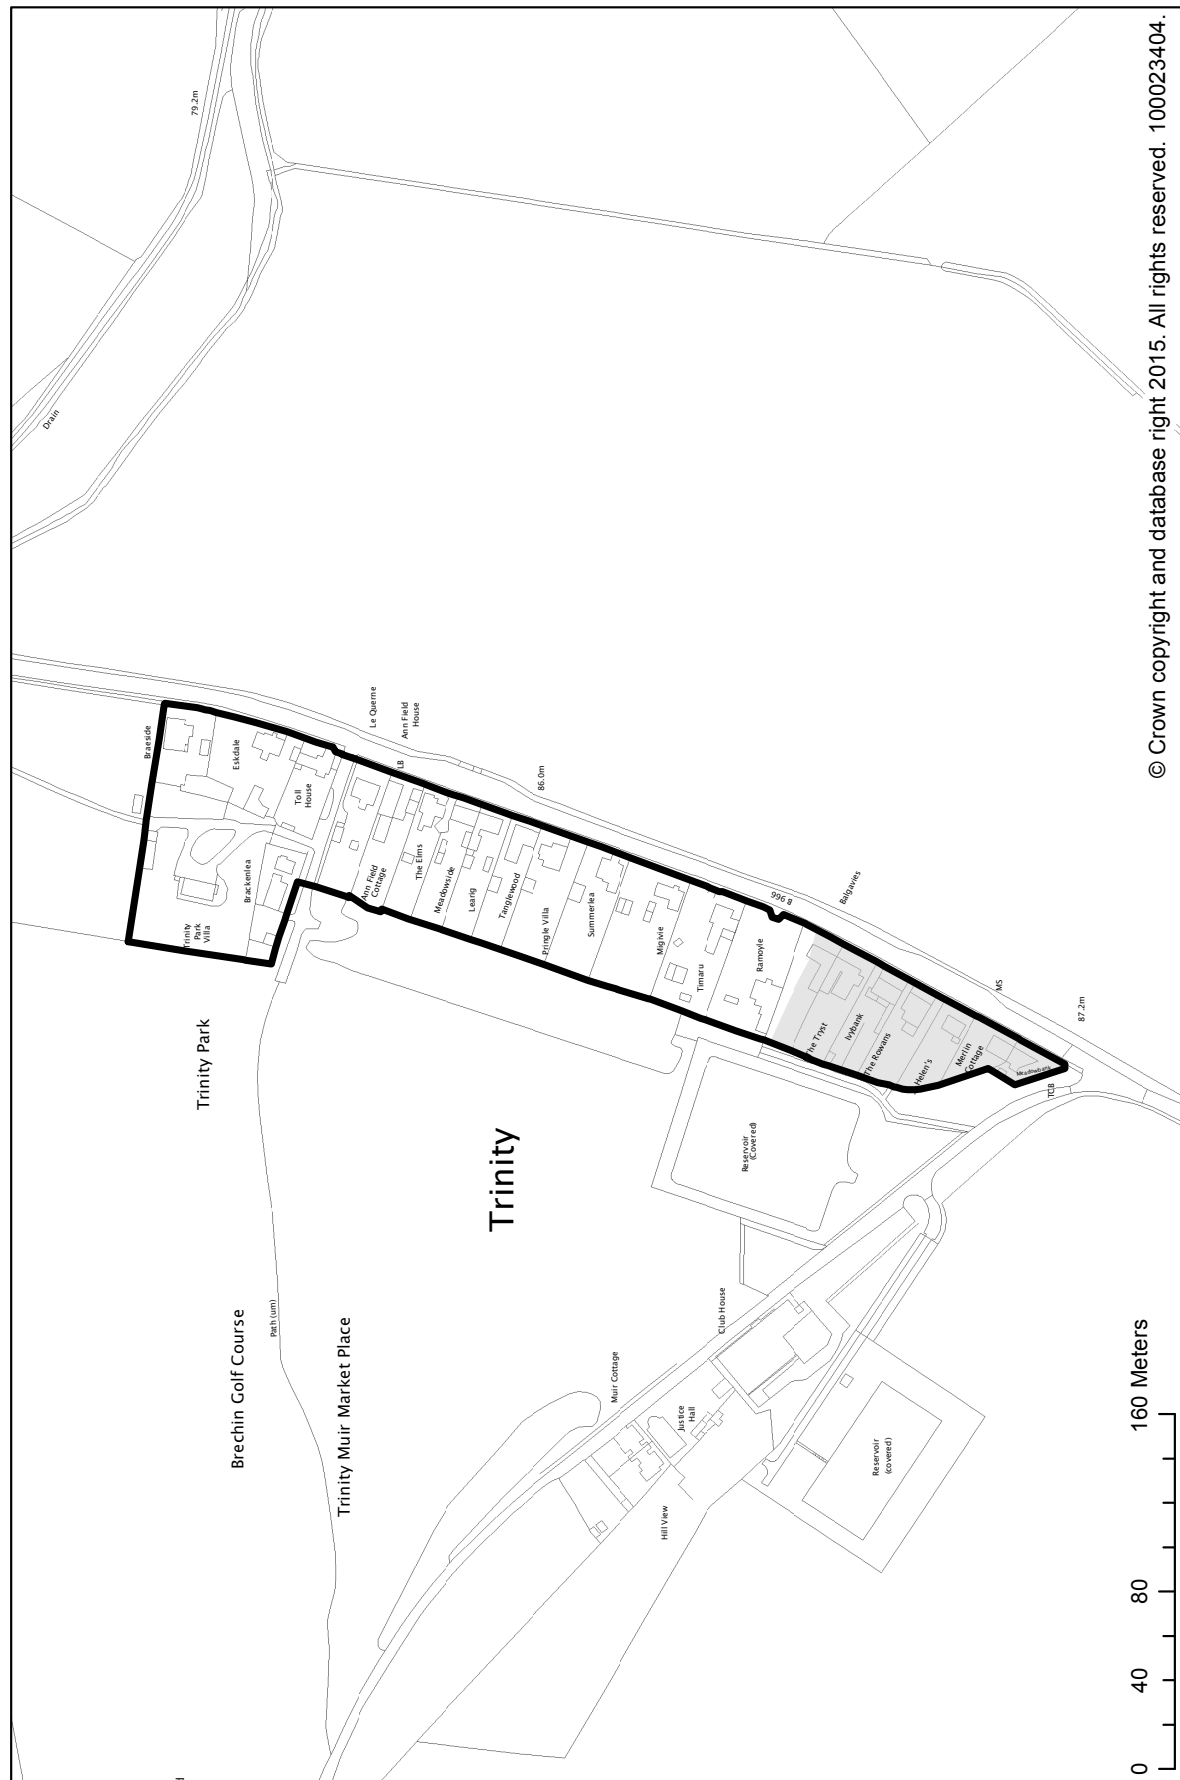 79.2m
Drain
Braeside
Eskdale
Toll
House
Le Querne
Ann Field
House
LB
86.0m
Trinity
Park
Villa
Brackenlea
Ann Field
Cottage
The Elms
Meadowside
Learig
Tanglewood
Pringle Villa
Summerlea
Migivie
Timaru
Ramoyle
B 966
Balgavies
The Tryst
Ivybank
The Rowans
Helen's
Merlin
Cottage
Meadowbank
MS
87.2m
TCB
Trinity Park
Trinity
Reservoir
(Covered)
Brechin Golf Course
Path (um)
Trinity Muir Market Place
Muir Cottage
Club House
Justice
Hall
Hill View
Reservoir
(covered)
0 40 80 160 Meters
© Crown copyright and database right 2015. All rights reserved. 100023404.